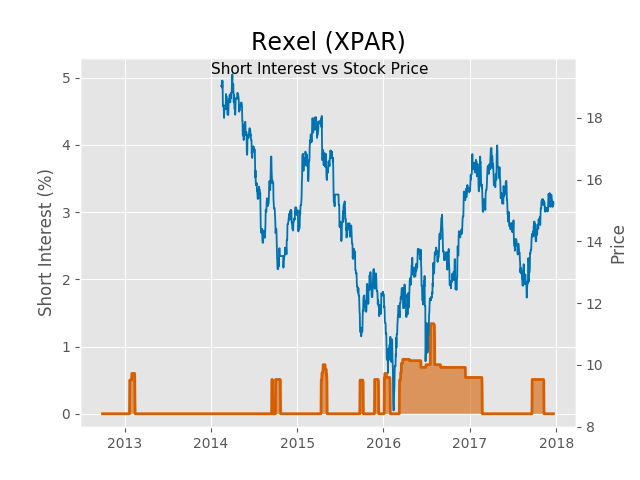 Rexel (XPAR)
Short Interest vs Stock Price
Short Interest (%)
5
4
3
2
1
0
18
16
14
12
10
8
Price
2013 2014 2015 2016 2017 2018